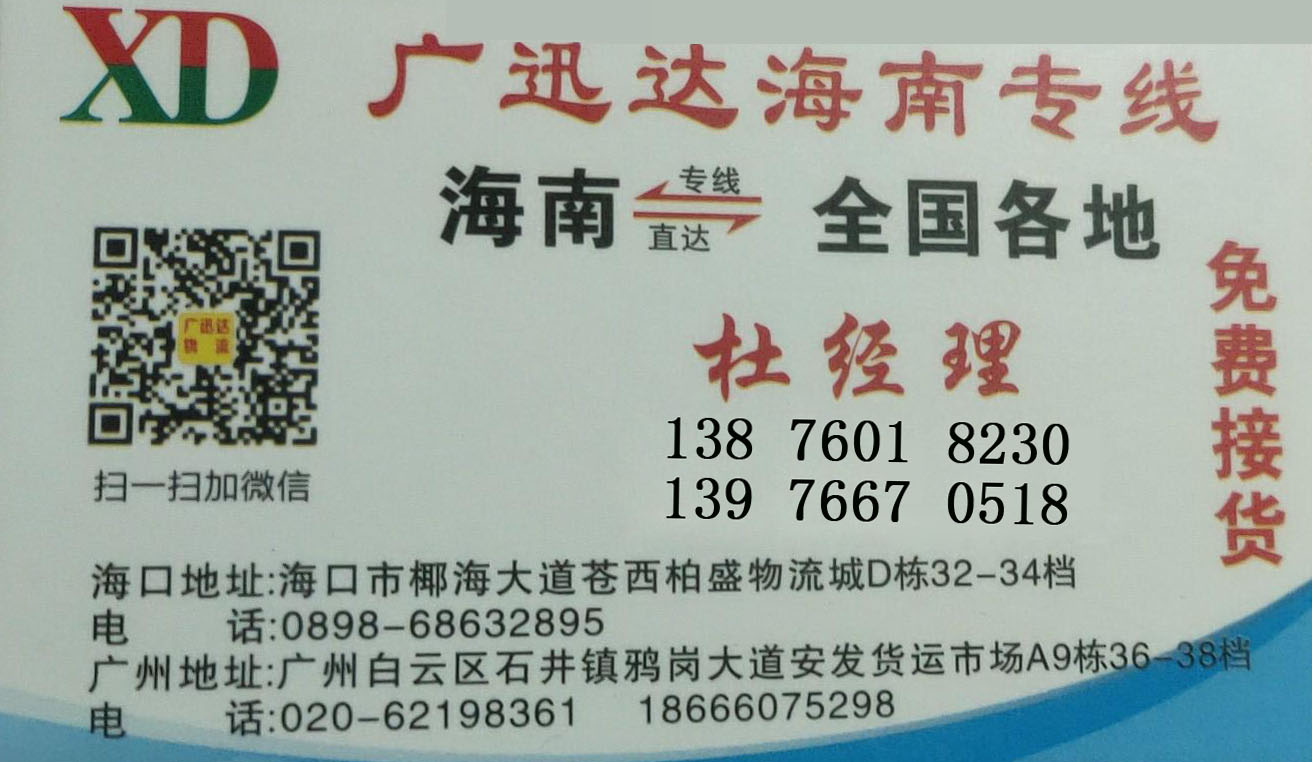 XD
广迅达海南专线
海南 专线 直达 全国各地
免费接货
广迅达
物流
扫一扫加微信
杜经理
138 7601 8230
139 7667 0518
海口地址:海口市椰海大道苍西柏盛物流城D栋32-34档
电 话:0898-68632895
广州地址:广州白云区石井镇鸦岗大道安发货运市场A9栋36-38档
电 话:020-62198361 18666075298